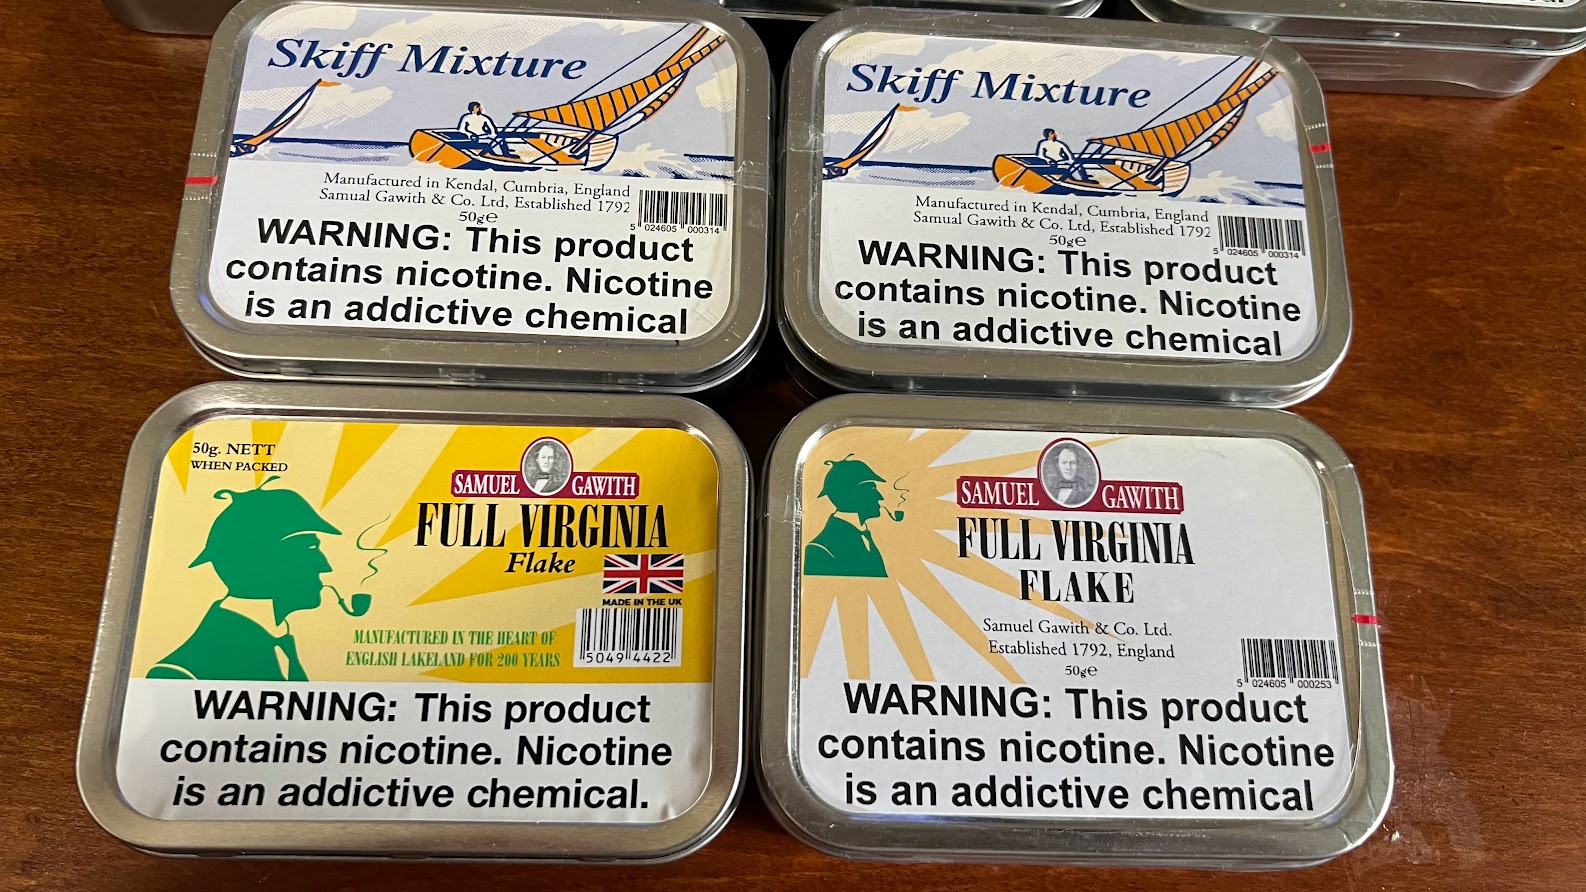 Skiff Mixture
Manufactured in Kendal, Cumbria, England
Samual Gawith & Co. Ltd, Established 1792
50ge
5 024605 000314
WARNING: This product
contains nicotine. Nicotine
is an addictive chemical
Skiff Mixture
Manufactured in Kendal, Cumbria, England
Samual Gawith & Co. Ltd, Established 1792
50ge
5 024605 000314
WARNING: This product
contains nicotine. Nicotine
is an addictive chemical
50g. NETT
WHEN PACKED
SAMUEL GAWITH
FULL VIRGINIA
Flake
MADE IN THE UK
MANUFACTURED IN THE HEART OF
ENGLISH LAKELAND FOR 200 YEARS
5049 4422
WARNING: This product
contains nicotine. Nicotine
is an addictive chemical.
SAMUEL GAWITH
FULL VIRGINIA
FLAKE
Samuel Gawith & Co. Ltd.
Established 1792, England
50ge
5 024605 000253
WARNING: This product
contains nicotine. Nicotine
is an addictive chemical